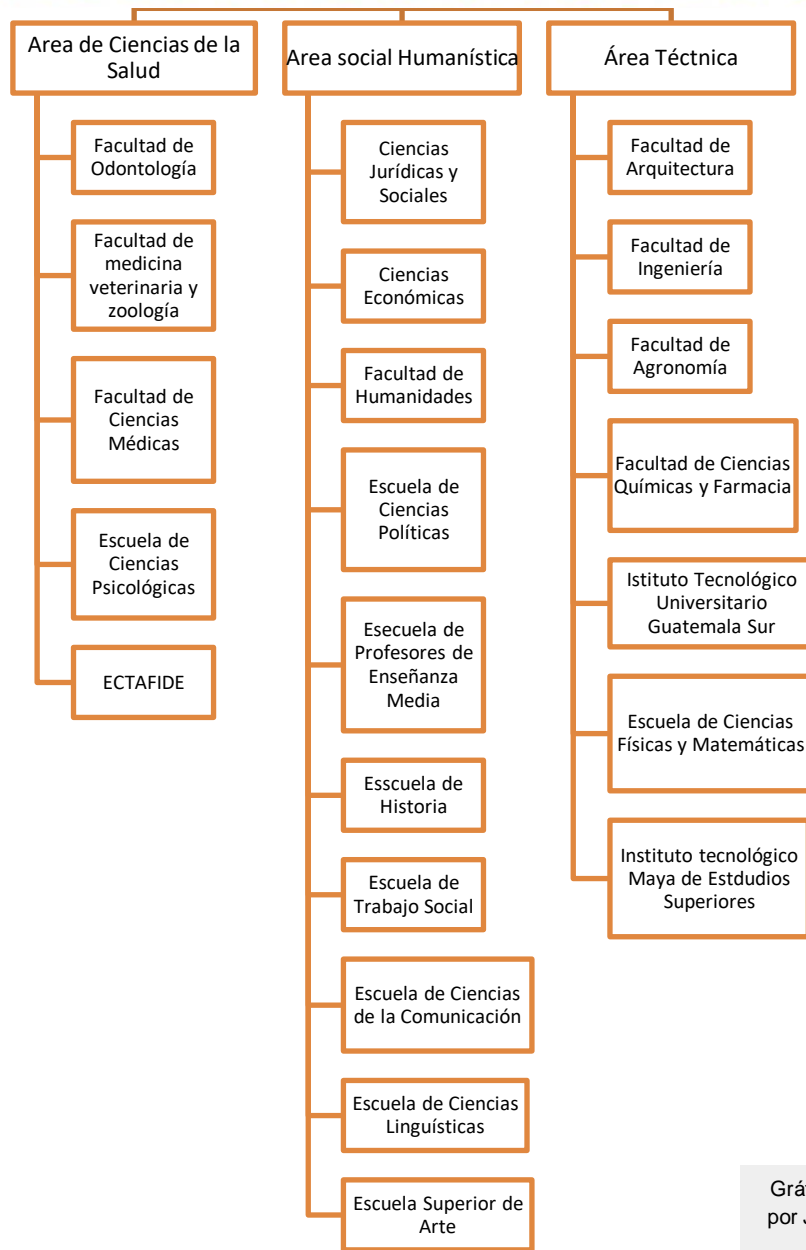 Area de Ciencias de la
Salud
Facultad de
Odontología
Facultad de
medicina
veterinaria y
zoología
Facultad de
Ciencias
Médicas
Escuela de
Ciencias
Psicológicas
ECTAFIDE
Area social Humanística
Ciencias
Jurídicas y
Sociales
Ciencias
Económicas
Facultad de
Humanidades
Escuela de
Ciencias
Políticas
Esecuela de
Profesores de
Enseñanza
Media
Esscuela de
Historia
Escuela de
Trabajo Social
Escuela de Ciencias
de la Comunicación
Escuela de Ciencias
Linguísticas
Escuela Superior de
Arte
Área Téctnica
Facultad de
Arquitectura
Facultad de
Ingeniería
Facultad de
Agronomía
Facultad de Ciencias
Químicas y Farmacia
Istituto Tecnológico
Universitario
Guatemala Sur
Escuela de Ciencias
Físicas y Matemáticas
Instituto tecnológico
Maya de Estdudios
Superiores
por